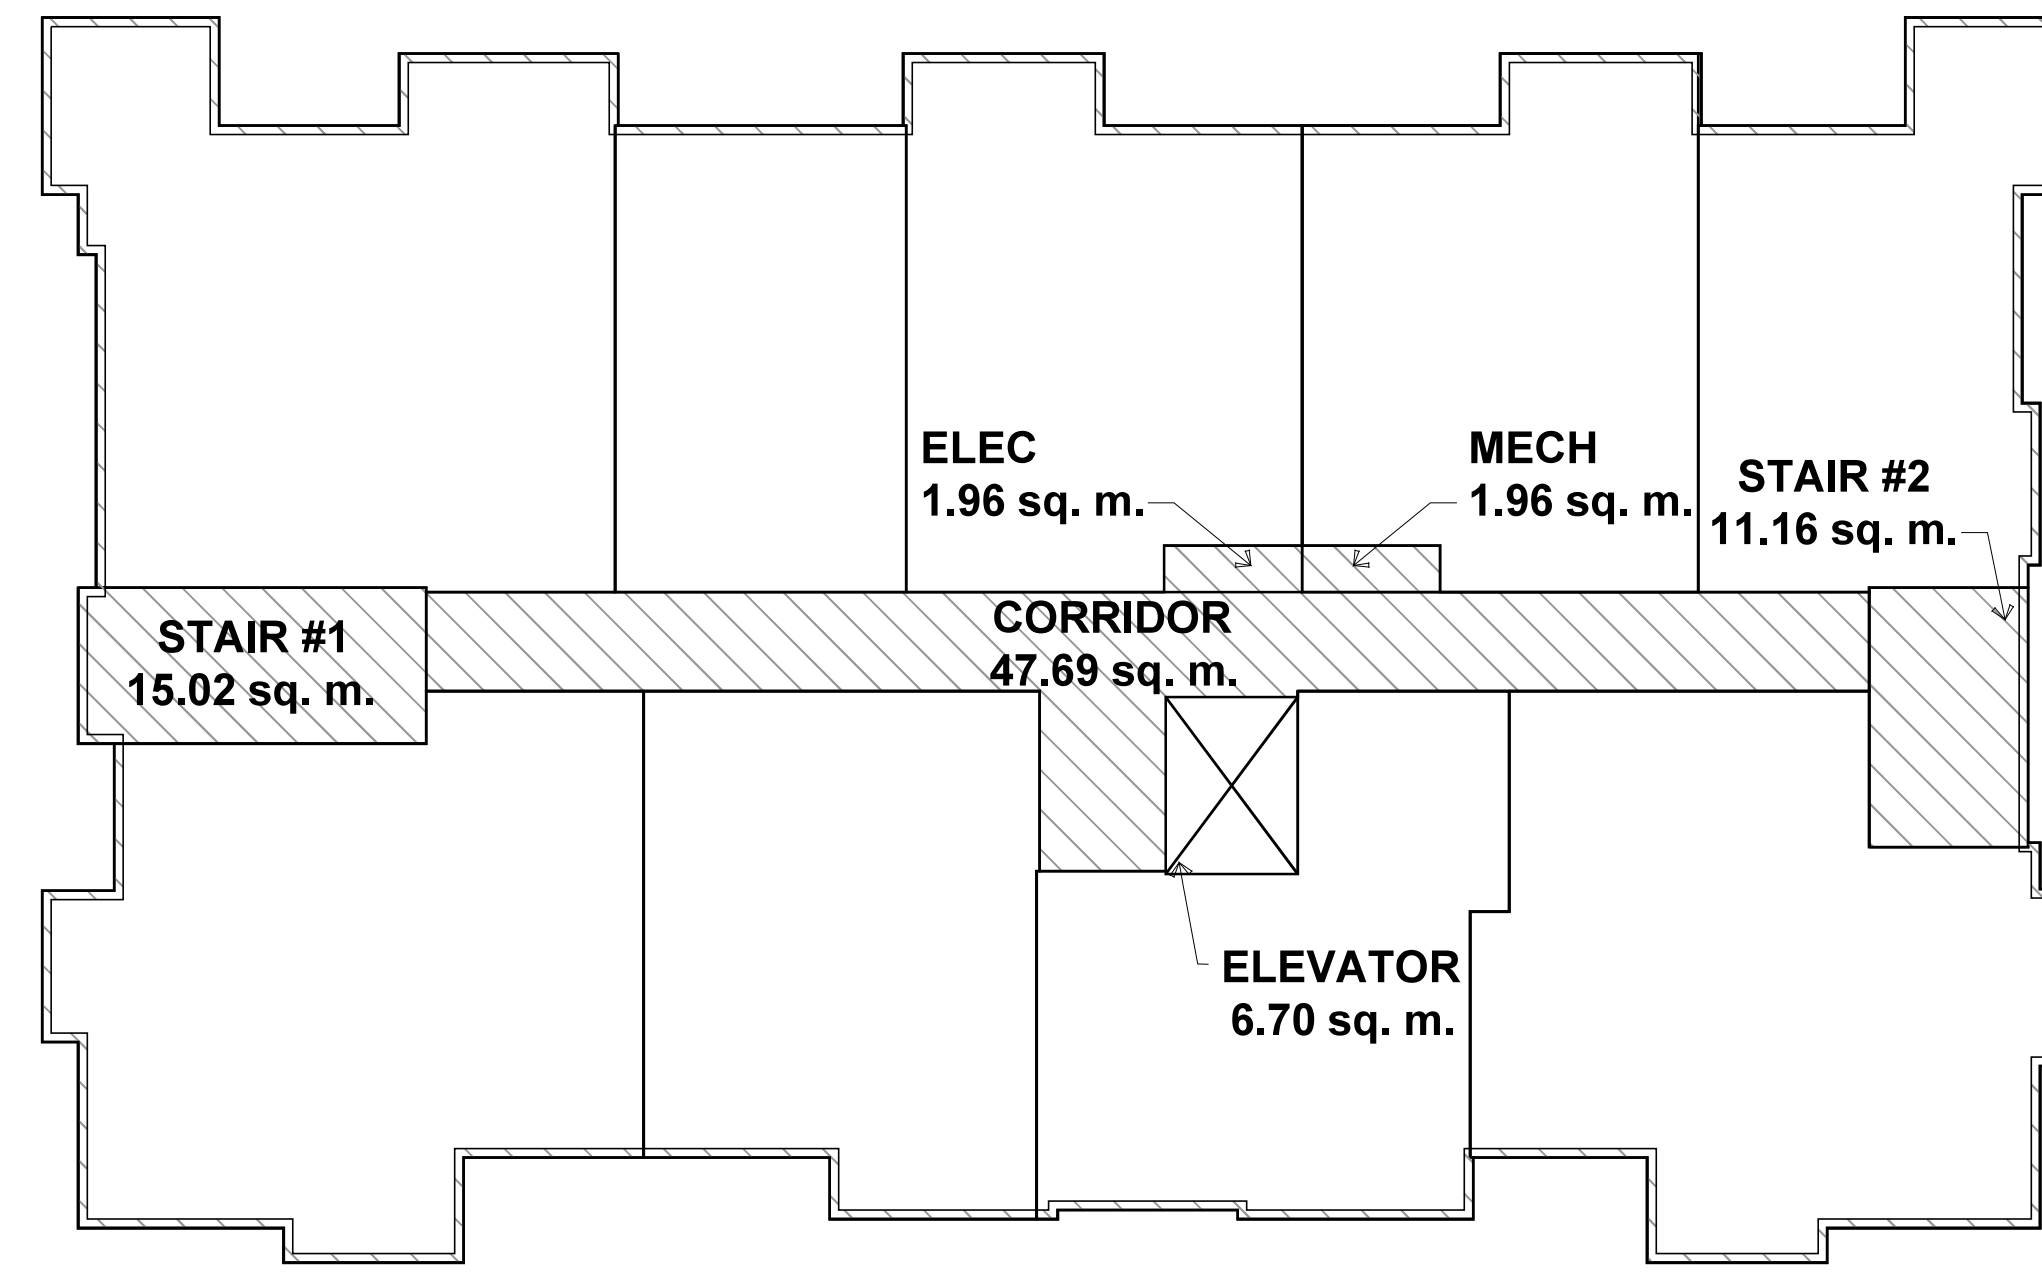 ELEC
1.96 sq. m.
MECH
1.96 sq. m.
STAIR #2
11.16 sq. m.
STAIR #1
15.02 sq. m.
CORRIDOR
47.69 sq. m.
ELEVATOR
6.70 sq. m.